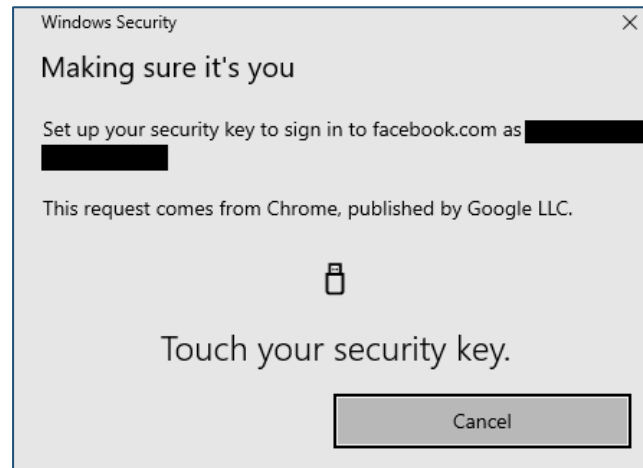 Windows Security
Making sure it's you
Set up your security key to sign in to facebook.com as
This request comes from Chrome, published by Google LLC.
Touch your security key.
Cancel